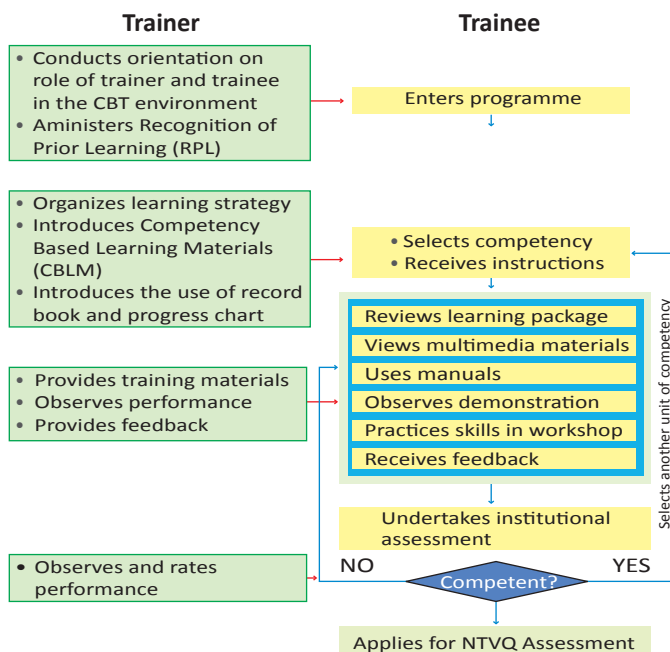 Trainer
Trainee
• Conducts orientation on
role of trainer and trainee
in the CBT environment
• Aministers Recognition of
Prior Learning (RPL)
Enters programme
• Organizes learning strategy
• Introduces Competency
Based Learning Materials
(CBLM)
• Introduces the use of record
book and progress chart
• Selects competency
• Receives instructions
Reviews learning package
Views multimedia materials
Uses manuals
Observes demonstration
Practices skills in workshop
Receives feedback
• Provides training materials
• Observes performance
• Provides feedback
Selects another unit of competency
Undertakes institutional
assessment
• Observes and rates
performance
NO
Competent?
YES
Applies for NTVQ Assessment